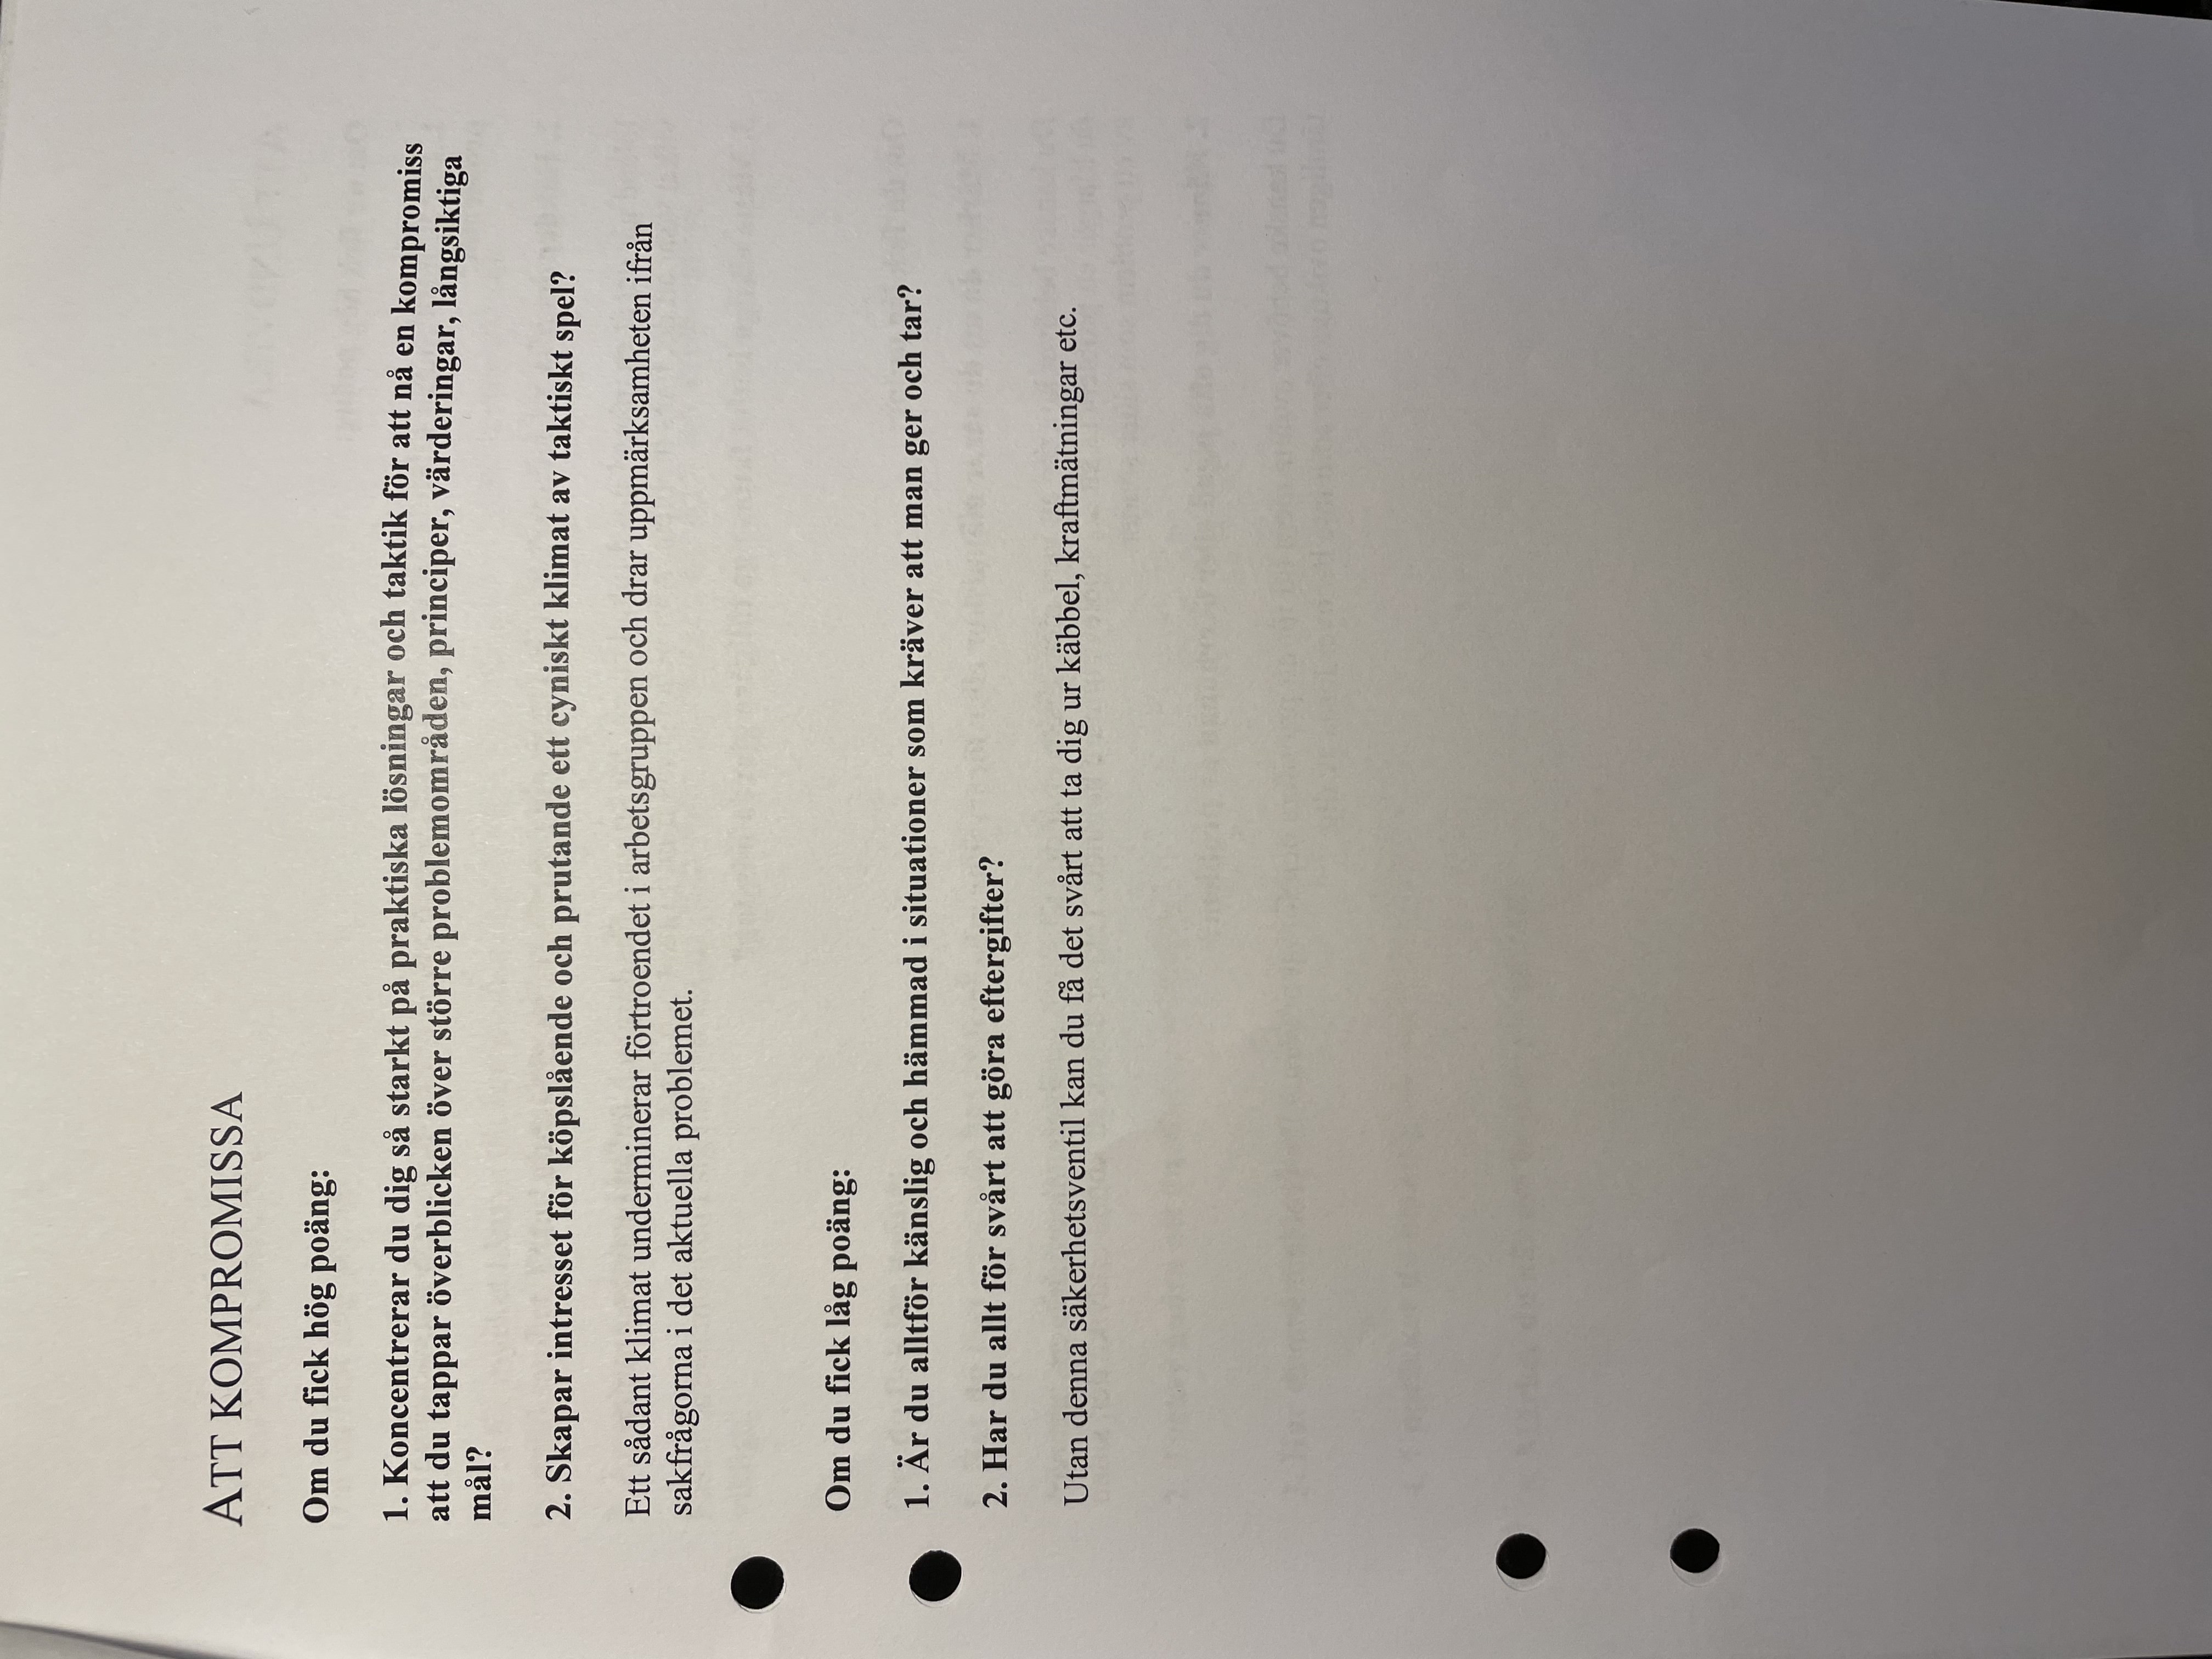 ATT KOMPROMISSA
Om du fick hög poäng:
1. Koncentrerar du dig så starkt på praktiska lösningar och taktik för att nå en kompromiss
att du tappar överblicken över större problemområden, principer, värderingar, långsiktiga
mål?
2. Skapar intresset för köpslående och prutande ett cyniskt klimat av taktiskt spel?
Ett sådant klimat underminerar förtroendet i arbetsgruppen och drar uppmärksamheten ifrån
sakfrågorna i det aktuella problemet.
Om du fick låg poäng:
1. Är du alltför känslig och hämmad i situationer som kräver att man ger och tar?
2. Har du allt för svårt att göra eftergifter?
Utan denna säkerhetsventil kan du få det svårt att ta dig ur käbbel, kraftmätningar etc.